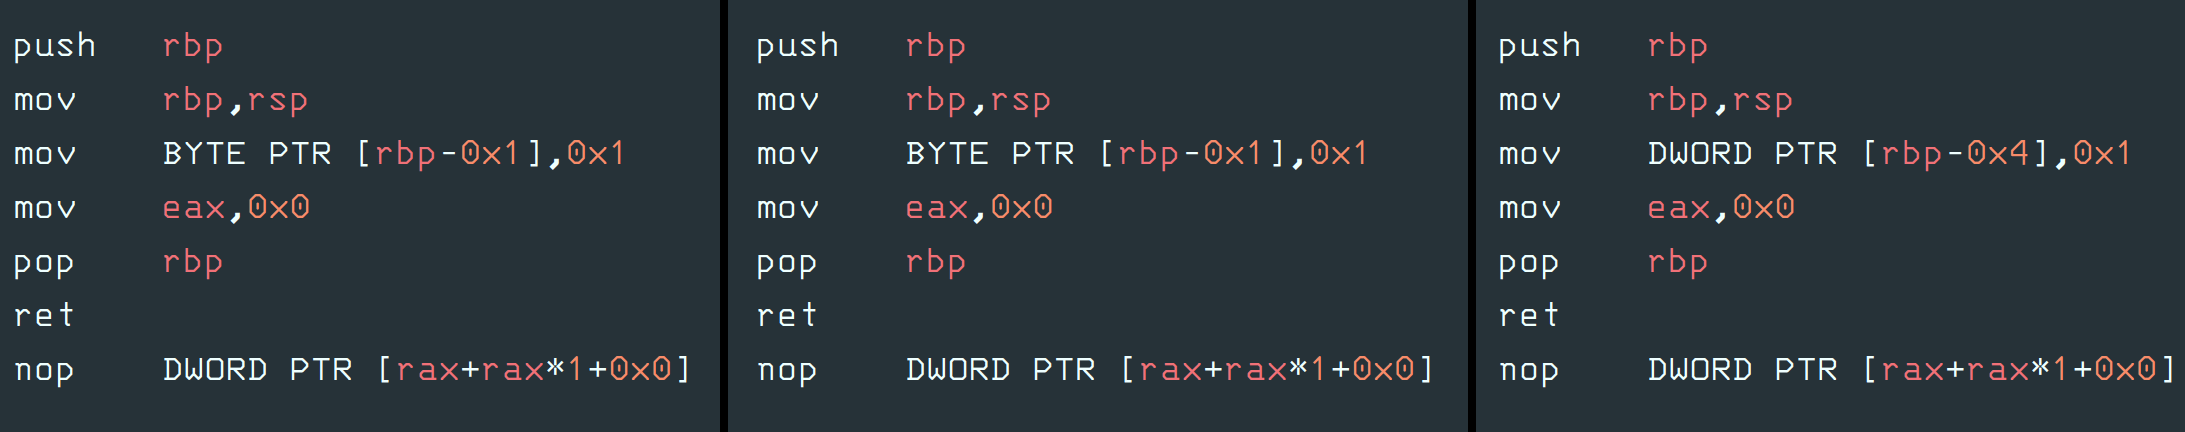 push rbp
mov rbp,rsp
mov BYTE PTR [rbp-0x1],0x1
mov eax,0x0
pop rbp
ret
nop DWORD PTR [rax+rax*1+0x0]
push rbp
mov rbp,rsp
mov BYTE PTR [rbp-0x1],0x1
mov eax,0x0
pop rbp
ret
nop DWORD PTR [rax+rax*1+0x0]
push rbp
mov rbp,rsp
mov DWORD PTR [rbp-0x4],0x1
mov eax,0x0
pop rbp
ret
nop DWORD PTR [rax+rax*1+0x0]